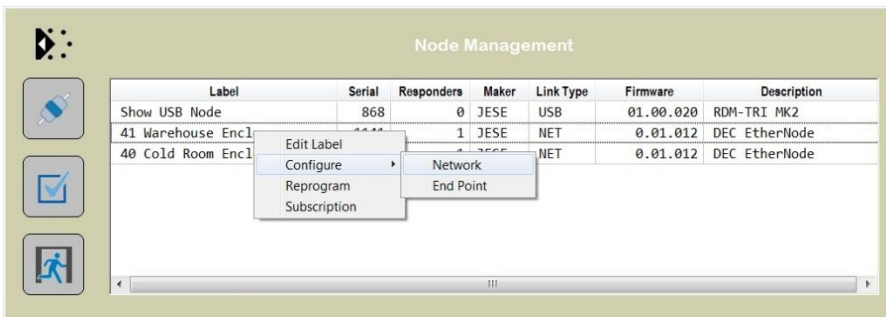 Node Management
Label Serial Responders Maker Link Type Firmware Description
Show USB Node 868 0 JESE USB 01.00.020 RDM-TRI MK2
41 Warehouse Encl 1 JESE NET 0.01.012 DEC EtherNode
40 Cold Room Encl JESE NET 0.01.012 DEC EtherNode
Edit Label
Configure Network
Reprogram End Point
Subscription